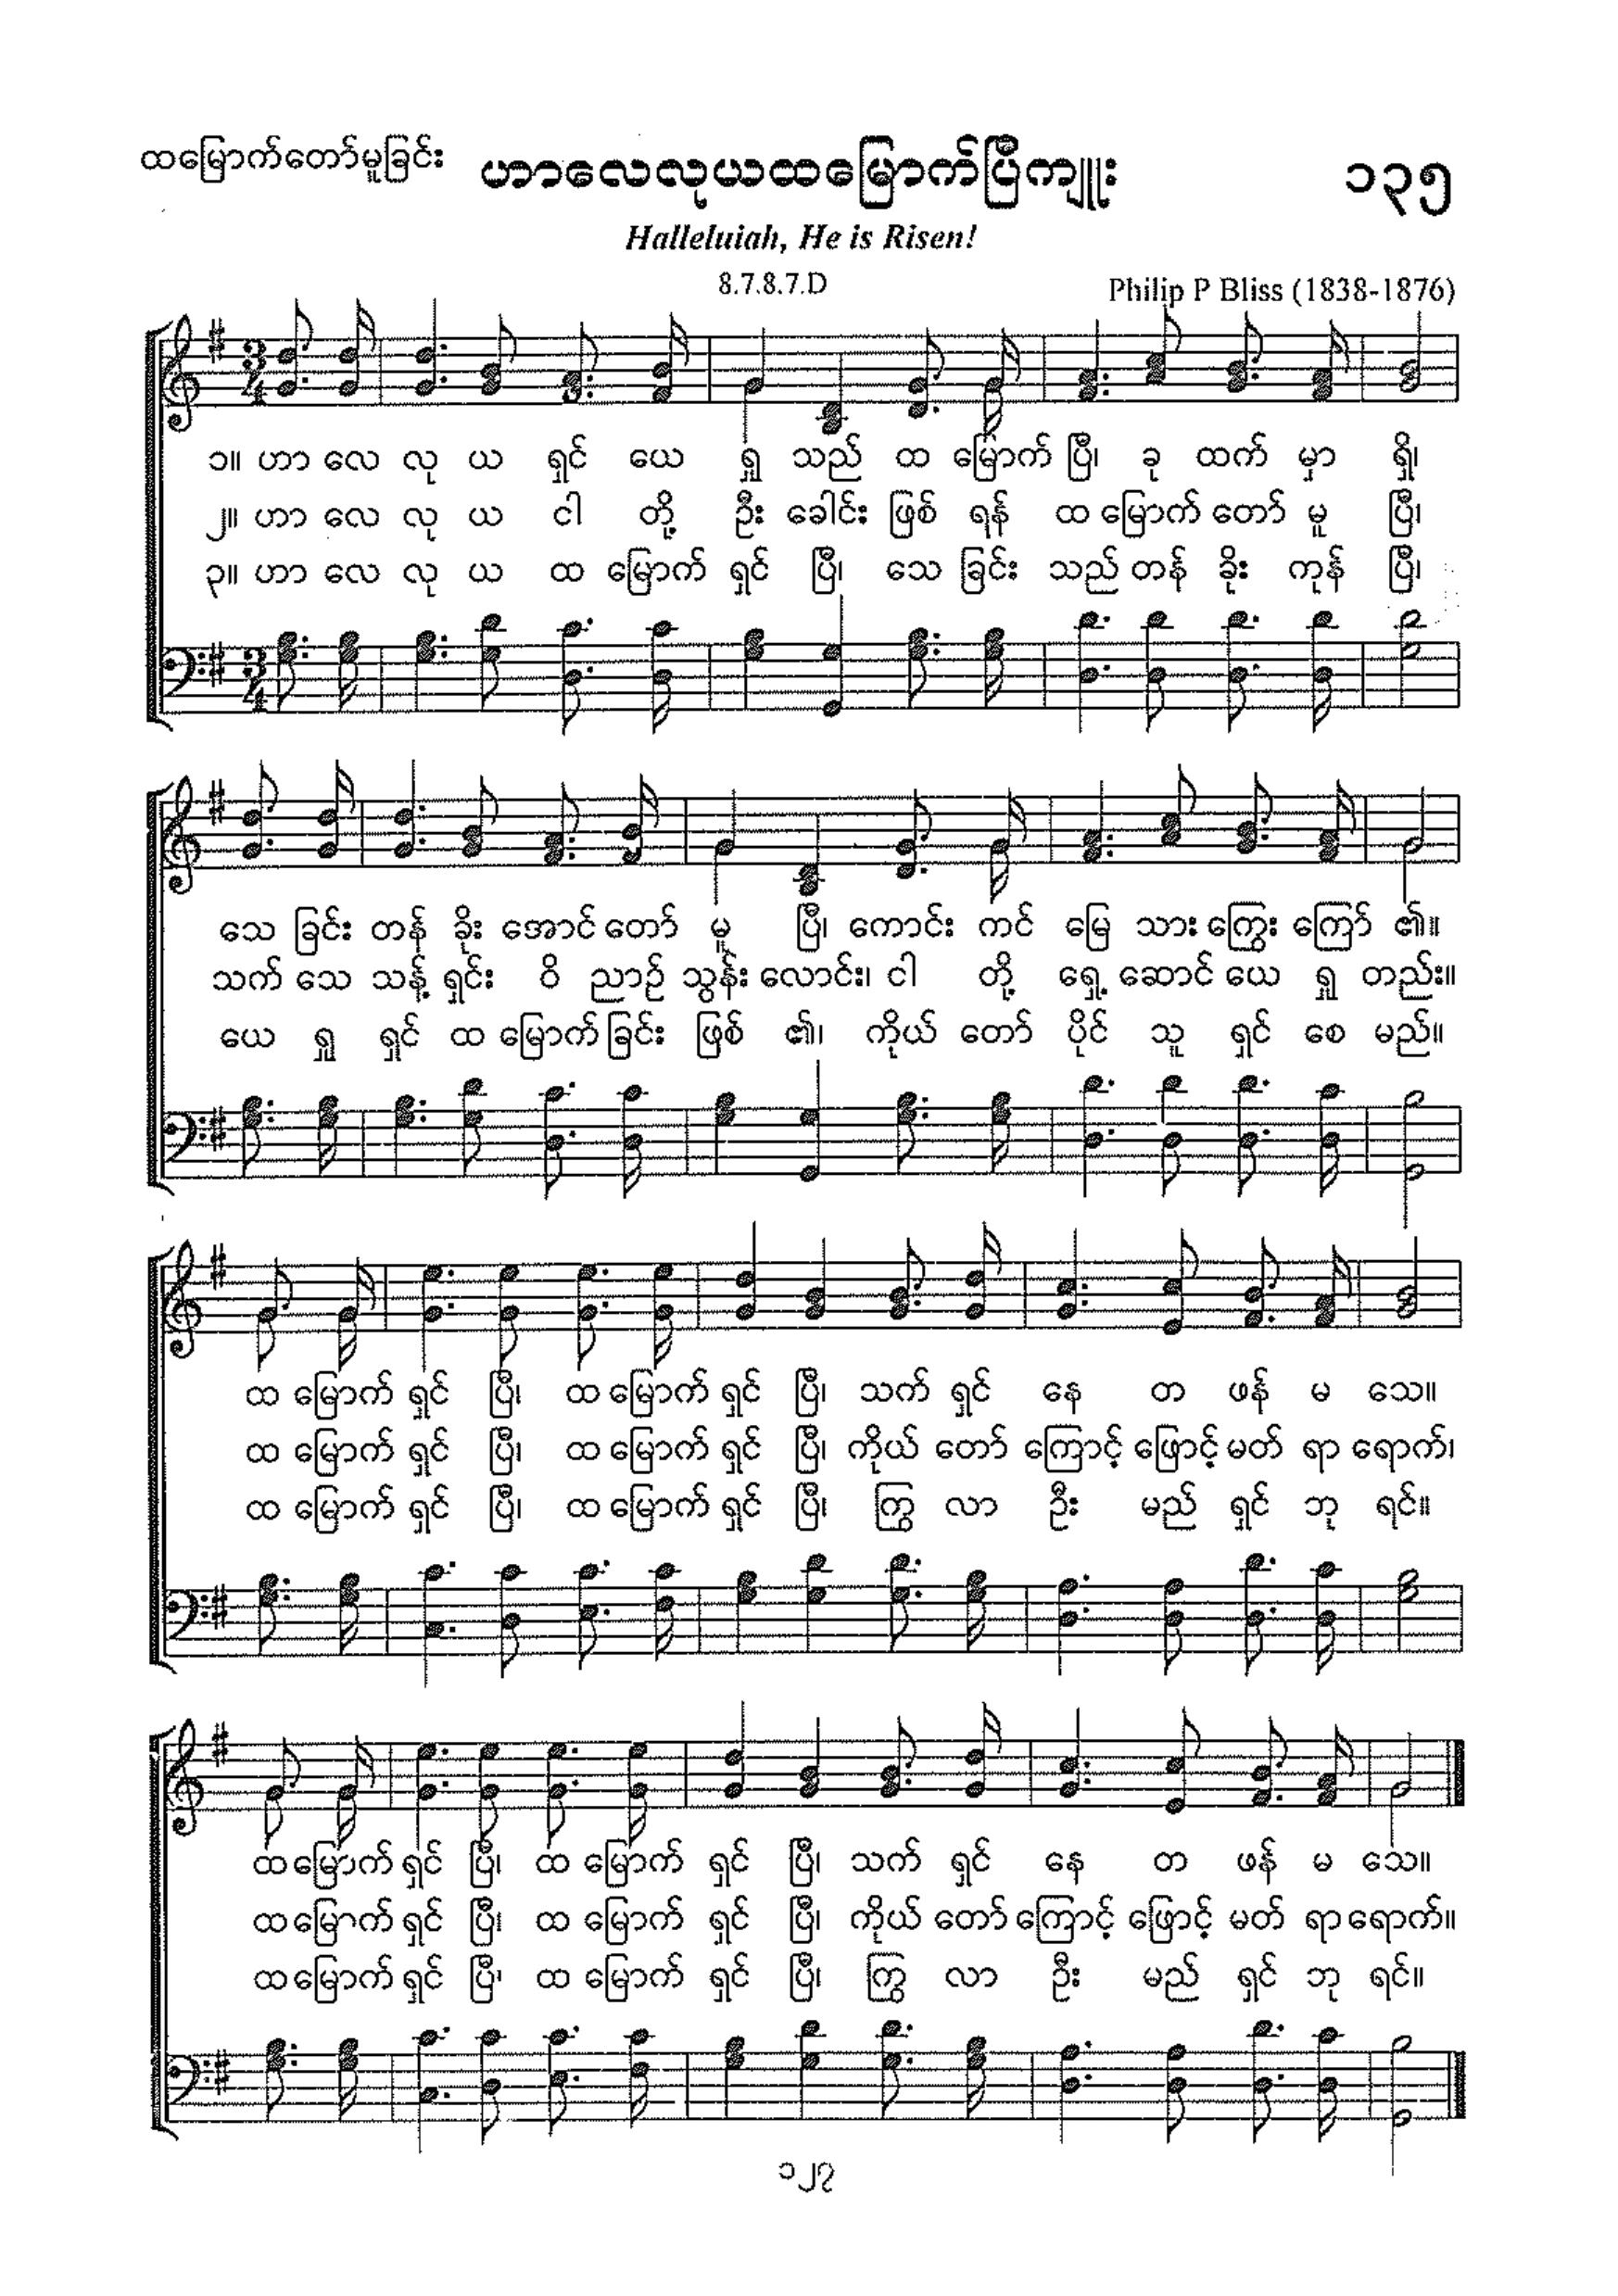 ထမြောက်တော်မူခြင်း ဟာလေလုယထမြောက်ပြီကျူး ၁၃၅
Halleluiah, He is Risen!
8.7.8.7.D Philip P Bliss (1838-1876)
၁။ ဟာ လေ လု ယ ရှင် ယေ ရှု သည် ထ မြောက် ပြီ၊ ခု ထက် မှာ ရှိ၊
၂။ ဟာ လေ လု ယ ငါ တို့ ဦး ခေါင်း ဖြစ် ရန် ထ မြောက် တော် မူ ပြီ၊
၃။ ဟာ လေ လု ယ ထ မြောက် ရှင် ပြီ၊ သေ ခြင်း သည် တန် ခိုး ကုန် ပြီ၊
သေ ခြင်း တန် ခိုး အောင် တော် မူ ပြီ၊ ကောင်း ကင် မြေ သား ကြွေး ကြော် ၏။
သက် သေ သန့် ရှင်း ဝိ ညာဉ် သွန်း လောင်း၊ ငါ တို့ ရှေ့ ဆောင် ယေ ရှု တည်း။
ယေ ရှု ရှင် ထ မြောက် ခြင်း ဖြစ် ၏၊ ကိုယ် တော် ပိုင် သူ ရှင် စေ မည်။
ထ မြောက် ရှင် ပြီ၊ ထ မြောက် ရှင် ပြီ၊ သက် ရှင် နေ တ ဖန် မ သေ။
ထ မြောက် ရှင် ပြီ၊ ထ မြောက် ရှင် ပြီ၊ ကိုယ် တော် ကြောင့် ဖြောင့် မတ် ရာ ရောက်၊
ထ မြောက် ရှင် ပြီ၊ ထ မြောက် ရှင် ပြီ၊ ကြွ လာ ဦး မည် ရှင် ဘု ရင်။
ထ မြောက် ရှင် ပြီ၊ ထ မြောက် ရှင် ပြီ၊ သက် ရှင် နေ တ ဖန် မ သေ။
ထ မြောက် ရှင် ပြီ၊ ထ မြောက် ရှင် ပြီ၊ ကိုယ် တော် ကြောင့် ဖြောင့် မတ် ရာ ရောက်။
ထ မြောက် ရှင် ပြီ၊ ထ မြောက် ရှင် ပြီ၊ ကြွ လာ ဦး မည် ရှင် ဘု ရင်။
၁၂၇